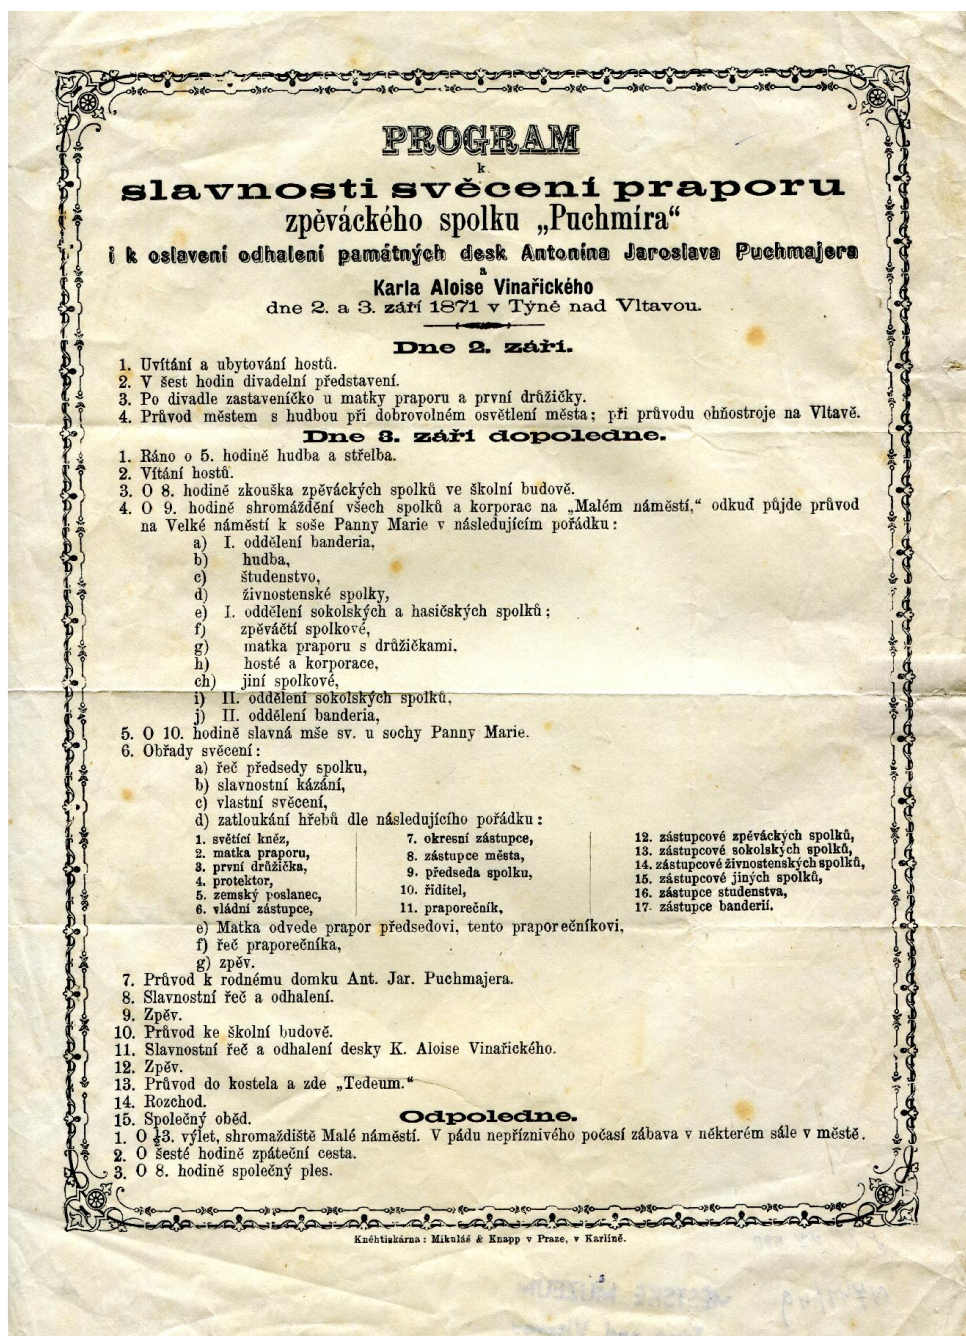 PROGRAM
k
slavnosti svěcení praporu
zpěváckého spolku „Puchmíra“
i k oslavení odhalení památných desk Antonína Jaroslava Puchmajera
a
Karla Aloise Vinařického
dne 2. a 3. září 1871 v Týně nad Vltavou.
Dne 2. září.
1. Uvítání a ubytování hostů.
2. V šest hodin divadelní představení.
3. Po divadle zastaveníčko u matky praporu a první drůžičky.
4. Průvod městem s hudbou při dobrovolném osvětlení města; při průvodu ohňostroje na Vltavě.
Dne 3. září dopoledne.
1. Ráno o 5. hodině hudba a střelba.
2. Vítání hostů.
3. O 8. hodině zkouška zpěváckých spolků ve školní budově.
4. O 9. hodině shromáždění všech spolků a korporac na „Malém náměstí,“ odkud půjde průvod
na Velké náměstí k soše Panny Marie v následujícím pořádku:
a) I. oddělení banderia,
b) hudba,
c) študenstvo,
d) živnostenské spolky,
e) I. oddělení sokolských a hasičských spolků;
f) zpěváčtí spolkové,
g) matka praporu s drůžičkami,
h) hosté a korporace,
ch) jiní spolkové,
i) II. oddělení sokolských spolků,
j) II. oddělení banderia,
5. O 10. hodině slavná mše sv. u sochy Panny Marie.
6. Obřady svěcení:
a) řeč předsedy spolku,
b) slavnostní kázání,
c) vlastní svěcení,
d) zatloukání hřebů dle následujícího pořádku:
1. světící kněz,
2. matka praporu,
3. první drůžička,
4. protektor,
5. zemský poslanec,
6. vládní zástupce,
7. okresní zástupce,
8. zástupce města,
9. předseda spolku,
10. řiditel,
11. praporečník,
12. zástupcové zpěváckých spolků,
13. zástupcové sokolských spolků,
14. zástupcové živnostenských spolků,
15. zástupcové jiných spolků,
16. zástupce studenstva,
17. zástupce banderií.
e) Matka odvede prapor předsedovi, tento praporečníkovi,
f) řeč praporečníka,
g) zpěv.
7. Průvod k rodnému domku Ant. Jar. Puchmajera.
8. Slavnostní řeč a odhalení.
9. Zpěv.
10. Průvod ke školní budově.
11. Slavnostní řeč a odhalení desky K. Aloise Vinařického.
12. Zpěv.
13. Průvod do kostela a zde „Tedeum.“
14. Rozchod.
15. Společný oběd.
Odpoledne.
1. O ½3. výlet, shromaždiště Malé náměstí. V pádu nepříznivého počasí zábava v některém sále v městě.
2. O šesté hodině zpáteční cesta.
3. O 8. hodině společný ples.
Kněhtiskárna: Mikuláš & Knapp v Praze, v Karlíně.